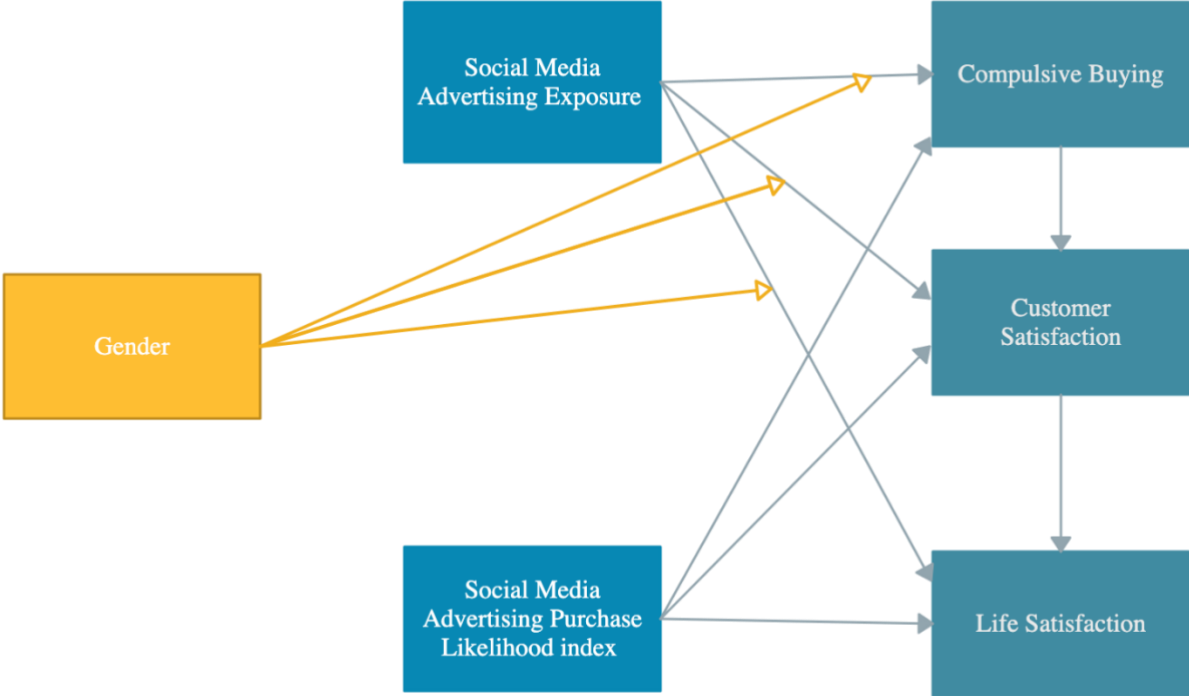 Social Media
Advertising Exposure
Compulsive Buying
Gender
Customer
Satisfaction
Social Media
Advertising Purchase
Likelihood index
Life Satisfaction